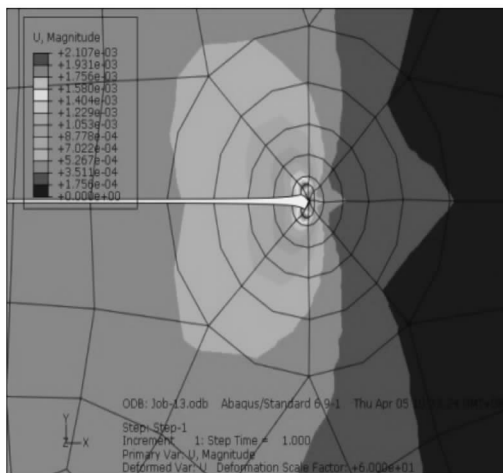 U, Magnitude
+2.107e-03
+1.931e-03
+1.756e-03
+1.580e-03
+1.404e-03
+1.229e-03
+1.053e-03
+8.778e-04
+7.022e-04
+5.267e-04
+3.511e-04
+1.756e-04
+0.000e+00
ODB: Job-13.odb Abaqus/Standard 6.9-1 Thu Apr 05
Y
Z X
Step: Step-1
Increment 1: Step Time = 1.000
Primary Var: U, Magnitude
Deformed Var: U Deformation Scale Factor: +6.000e+01